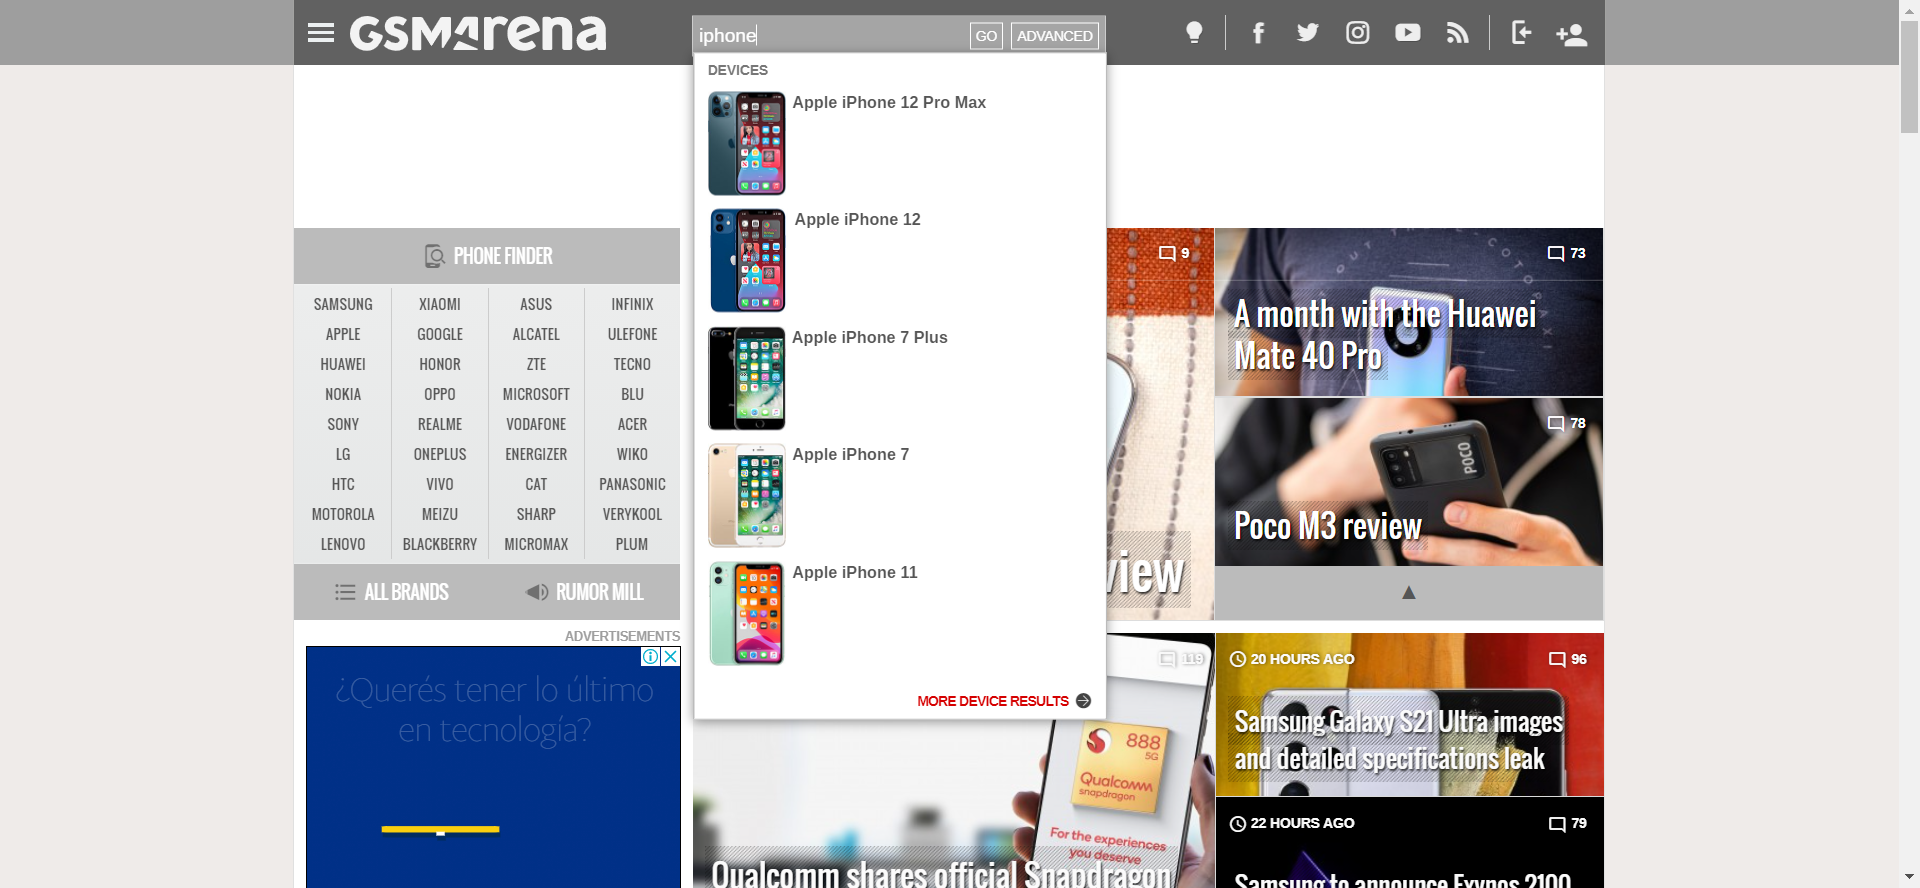 GSMArena
iphone
GO
ADVANCED
DEVICES
Apple iPhone 12 Pro Max
Apple iPhone 12
Apple iPhone 7 Plus
Apple iPhone 7
Apple iPhone 11
MORE DEVICE RESULTS
PHONE FINDER
SAMSUNG XIAOMI ASUS INFINIX
APPLE GOOGLE ALCATEL ULEFONE
HUAWEI HONOR ZTE TECNO
NOKIA OPPO MICROSOFT BLU
SONY REALME VODAFONE ACER
LG ONEPLUS ENERGIZER WIKO
HTC VIVO CAT PANASONIC
MOTOROLA MEIZU SHARP VERYKOOL
LENOVO BLACKBERRY MICROMAX PLUM
ALL BRANDS
RUMOR MILL
ADVERTISEMENTS
¿Querés tener lo último
en tecnología?
9
view
73
A month with the Huawei
Mate 40 Pro
78
POCO
Poco M3 review
▲
119
888
5G
Qualcomm
snapdragon
For the experiences
you deserve
Qualcomm shares official Snapdragon
20 HOURS AGO
96
Samsung Galaxy S21 Ultra images
and detailed specifications leak
22 HOURS AGO
79
Samsung to announce Exynos 2100